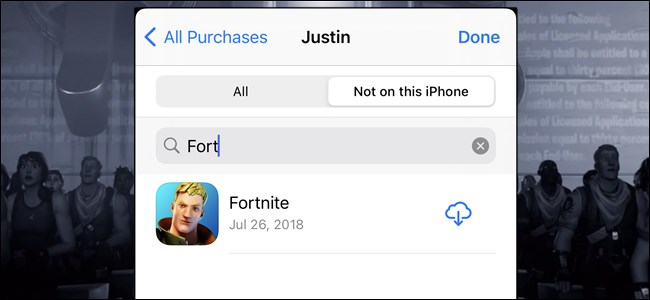 All Purchases
Justin
Done
All
Not on this iPhone
Fort
Fortnite
Jul 26, 2018